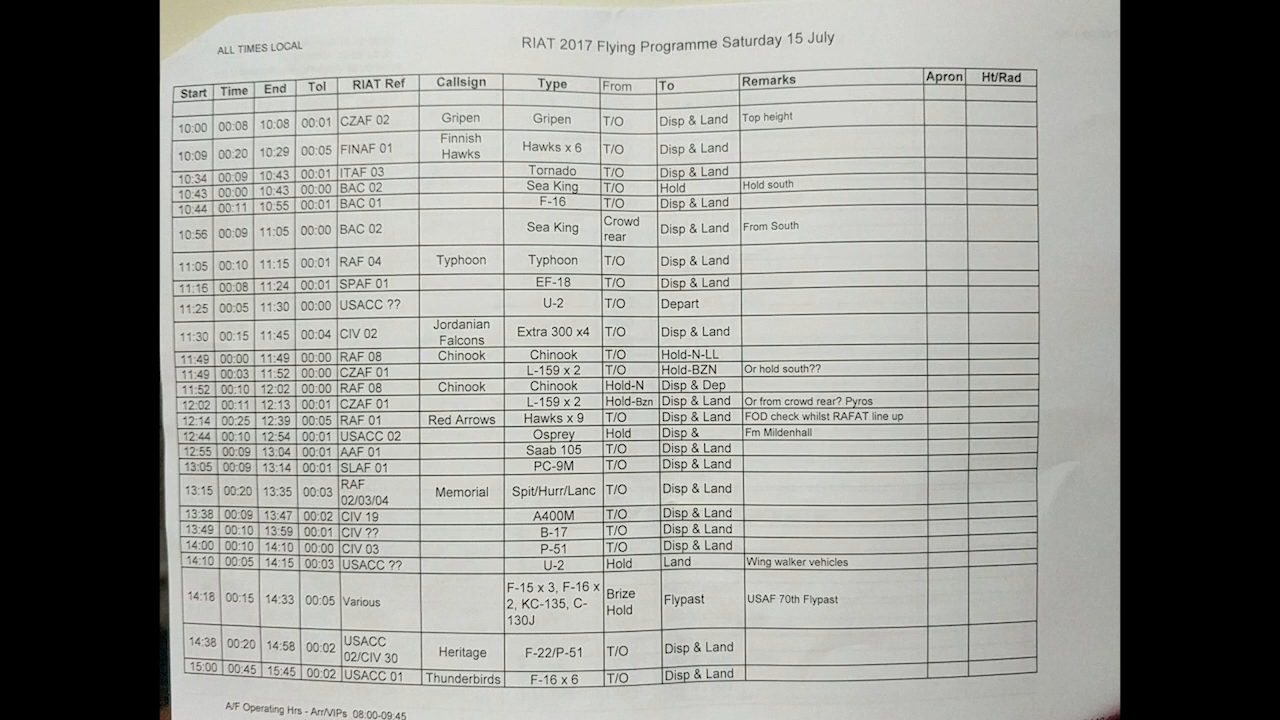 ALL TIMES LOCAL
RIAT 2017 Flying Programme Saturday 15 July
Start Time End Tol RIAT Ref Callsign Type From To Remarks Apron Ht/Rad
10:00 00:08 10:08 00:01 CZAF 02 Gripen Gripen T/O Disp & Land Top height
10:09 00:20 10:29 00:05 FINAF 01 Finnish Hawks Hawks x 6 T/O Disp & Land
10:34 00:09 10:43 00:01 ITAF 03 Tornado T/O Disp & Land
10:43 00:00 10:43 00:00 BAC 02 Sea King T/O Hold Hold south
10:44 00:11 10:55 00:01 BAC 01 F-16 T/O Disp & Land
10:56 00:09 11:05 00:00 BAC 02 Sea King Crowd rear Disp & Land From South
11:05 00:10 11:15 00:01 RAF 04 Typhoon Typhoon T/O Disp & Land
11:16 00:08 11:24 00:01 SPAF 01 EF-18 T/O Disp & Land
11:25 00:05 11:30 00:00 USACC ?? U-2 T/O Depart
11:30 00:15 11:45 00:04 CIV 02 Jordanian Falcons Extra 300 x4 T/O Disp & Land
11:49 00:00 11:49 00:00 RAF 08 Chinook Chinook T/O Hold-N-LL
11:49 00:03 11:52 00:00 CZAF 01 L-159 x 2 T/O Hold-BZN Or hold south??
11:52 00:10 12:02 00:00 RAF 08 Chinook Chinook Hold-N Disp & Dep
12:02 00:11 12:13 00:01 CZAF 01 L-159 x 2 Hold-Bzn Disp & Land Or from crowd rear? Pyros
12:14 00:25 12:39 00:05 RAF 01 Red Arrows Hawks x 9 T/O Disp & Land FOD check whilst RAFAT line up
12:44 00:10 12:54 00:01 USACC 02 Osprey Hold Disp & Fm Mildenhall
12:55 00:09 13:04 00:01 AAF 01 Saab 105 T/O Disp & Land
13:05 00:09 13:14 00:01 SLAF 01 PC-9M T/O Disp & Land
13:15 00:20 13:35 00:03 RAF 02/03/04 Memorial Spit/Hurr/Lanc T/O Disp & Land
13:38 00:09 13:47 00:02 CIV 19 A400M T/O Disp & Land
13:49 00:10 13:59 00:01 CIV ?? B-17 T/O Disp & Land
14:00 00:10 14:10 00:00 CIV 03 P-51 T/O Disp & Land
14:10 00:05 14:15 00:03 USACC ?? U-2 Hold Land Wing walker vehicles
14:18 00:15 14:33 00:05 Various F-15 x 3, F-16 x 2, KC-135, C-130J Brize Hold Flypast USAF 70th Flypast
14:38 00:20 14:58 00:02 USACC 02/CIV 30 Heritage F-22/P-51 T/O Disp & Land
15:00 00:45 15:45 00:02 USACC 01 Thunderbirds F-16 x 6 T/O Disp & Land
A/F Operating Hrs - Arr/VIPs 08:00-09:45